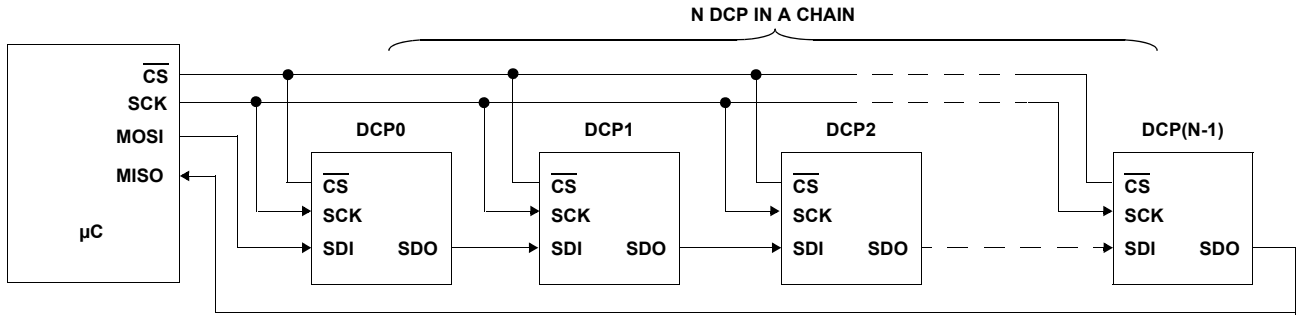 N DCP IN A CHAIN
CS
SCK
MOSI
MISO
µC
DCP0
CS
SCK
SDI SDO
DCP1
CS
SCK
SDI SDO
DCP2
CS
SCK
SDI SDO
DCP(N-1)
CS
SCK
SDI SDO